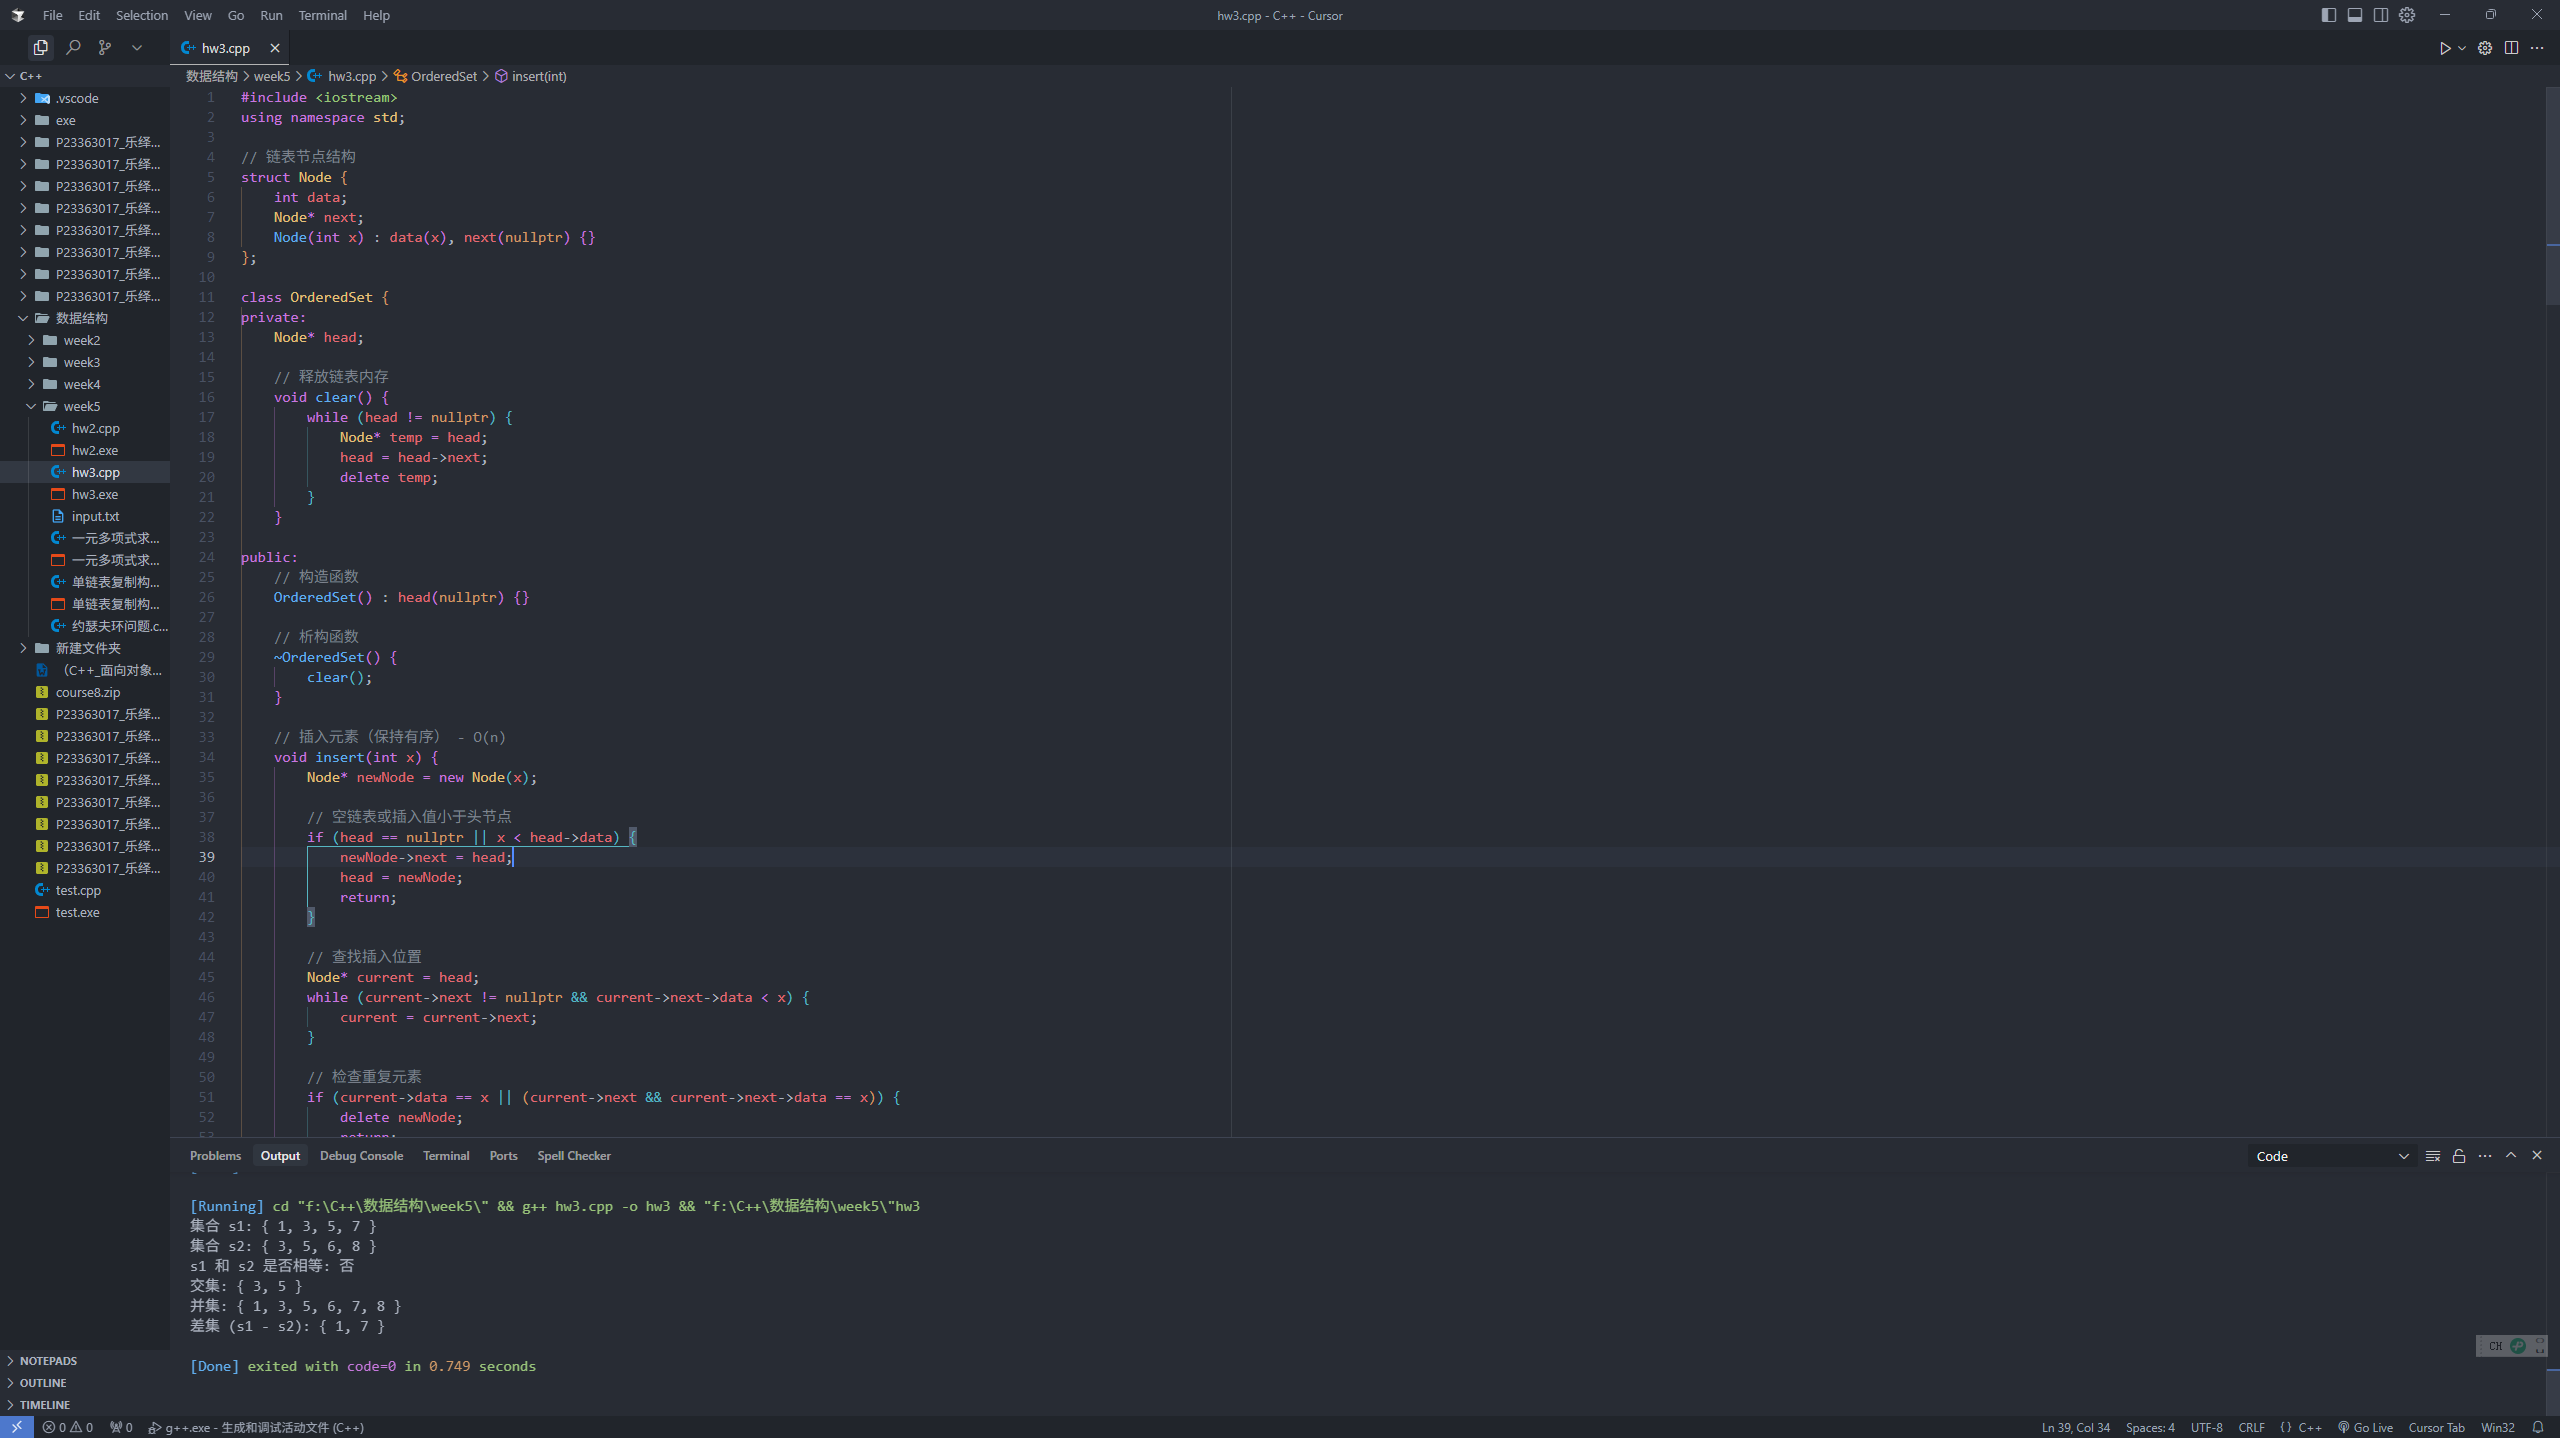 File Edit Selection View Go Run Terminal Help
hw3.cpp - C++ - Cursor
hw3.cpp
C++
.vscode
exe
P23363017_乐绎...
P23363017_乐绎...
P23363017_乐绎...
P23363017_乐绎...
P23363017_乐绎...
P23363017_乐绎...
P23363017_乐绎...
P23363017_乐绎...
数据结构
week2
week3
week4
week5
hw2.cpp
hw2.exe
hw3.cpp
hw3.exe
input.txt
一元多项式求...
一元多项式求...
单链表复制构...
单链表复制构...
约瑟夫环问题.c...
新建文件夹
（C++_面向对象...
course8.zip
P23363017_乐绎...
P23363017_乐绎...
P23363017_乐绎...
P23363017_乐绎...
P23363017_乐绎...
P23363017_乐绎...
P23363017_乐绎...
P23363017_乐绎...
test.cpp
test.exe
NOTEPADS
OUTLINE
TIMELINE
数据结构 > week5 > hw3.cpp > OrderedSet > insert(int)
1 #include <iostream>
2 using namespace std;
3
4 // 链表节点结构
5 struct Node {
6 int data;
7 Node* next;
8 Node(int x) : data(x), next(nullptr) {}
9 };
10
11 class OrderedSet {
12 private:
13 Node* head;
14
15 // 释放链表内存
16 void clear() {
17 while (head != nullptr) {
18 Node* temp = head;
19 head = head->next;
20 delete temp;
21 }
22 }
23
24 public:
25 // 构造函数
26 OrderedSet() : head(nullptr) {}
27
28 // 析构函数
29 ~OrderedSet() {
30 clear();
31 }
32
33 // 插入元素（保持有序） - O(n)
34 void insert(int x) {
35 Node* newNode = new Node(x);
36
37 // 空链表或插入值小于头节点
38 if (head == nullptr || x < head->data) {
39 newNode->next = head;
40 head = newNode;
41 return;
42 }
43
44 // 查找插入位置
45 Node* current = head;
46 while (current->next != nullptr && current->next->data < x) {
47 current = current->next;
48 }
49
50 // 检查重复元素
51 if (current->data == x || (current->next && current->next->data == x)) {
52 delete newNode;
53 return;
Problems Output Debug Console Terminal Ports Spell Checker
Code
[Running] cd "f:\C++\数据结构\week5\" && g++ hw3.cpp -o hw3 && "f:\C++\数据结构\week5\"hw3
集合 s1: { 1, 3, 5, 7 }
集合 s2: { 3, 5, 6, 8 }
s1 和 s2 是否相等: 否
交集: { 3, 5 }
并集: { 1, 3, 5, 6, 7, 8 }
差集 (s1 - s2): { 1, 7 }
[Done] exited with code=0 in 0.749 seconds
CH
0 0 0 g++.exe - 生成和调试活动文件 (C++)
Ln 39, Col 34 Spaces: 4 UTF-8 CRLF {} C++ Go Live Cursor Tab Win32